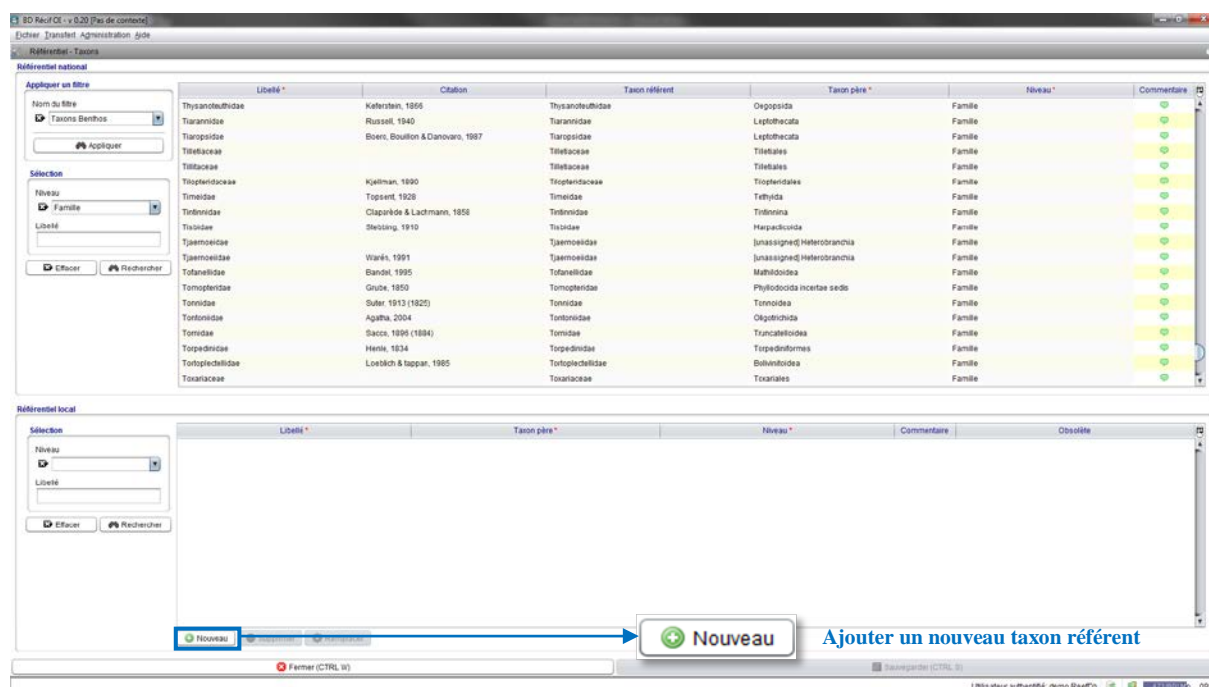 BD Récif OI - v 0.20 [Pas de contexte]
Fichier Transfert Administration Aide
Référentiel - Taxons
Référentiel national
Appliquer un filtre
Nom du filtre
Taxons Benthos
Appliquer
Sélection
Niveau
Famille
Libellé
Effacer Rechercher
Libellé * Citation Taxon référent Taxon père * Niveau * Commentaire
Thysanoteuthidae Keferstein, 1866 Thysanoteuthidae Oegopsida Famille
Tiarannidae Russell, 1940 Tiarannidae Leptothecata Famille
Tiaropsidae Boero, Bouillon & Danovaro, 1987 Tiaropsidae Leptothecata Famille
Tilletiaceae Tilletiaceae Tilletiales Famille
Tillitaceae Tilletiaceae Tilletiales Famille
Tilopteridaceae Kjellman, 1890 Tilopteridaceae Tilopteridales Famille
Timeidae Topsent, 1928 Timeidae Tethyida Famille
Tintinnidae Claparède & Lachmann, 1858 Tintinnidae Tintinnina Famille
Tisbidae Stebbing, 1910 Tisbidae Harpacticoida Famille
Tjaernoeidae Tjaernoeiidae [unassigned] Heterobranchia Famille
Tjaernoeiidae Warén, 1991 Tjaernoeiidae [unassigned] Heterobranchia Famille
Tofanellidae Bandel, 1995 Tofanellidae Mathildoidea Famille
Tomopteridae Grube, 1850 Tomopteridae Phyllodocida incertae sedis Famille
Tonnidae Suter, 1913 (1825) Tonnidae Tonnoidea Famille
Tontoniidae Agatha, 2004 Tontoniidae Oligotrichida Famille
Tornidae Sacco, 1896 (1884) Tornidae Truncatelloidea Famille
Torpedinidae Henle, 1834 Torpedinidae Torpediniformes Famille
Tortoplectellidae Loeblich & tappan, 1985 Tortoplectellidae Bolivinitoidea Famille
Toxariaceae Toxariaceae Toxariales Famille
Référentiel local
Sélection
Niveau
Libellé
Effacer Rechercher
Libellé * Taxon père * Niveau * Commentaire Obsolète
Nouveau Supprimer Remplacer
Nouveau Ajouter un nouveau taxon référent
Fermer (CTRL W) Sauvegarder (CTRL S)